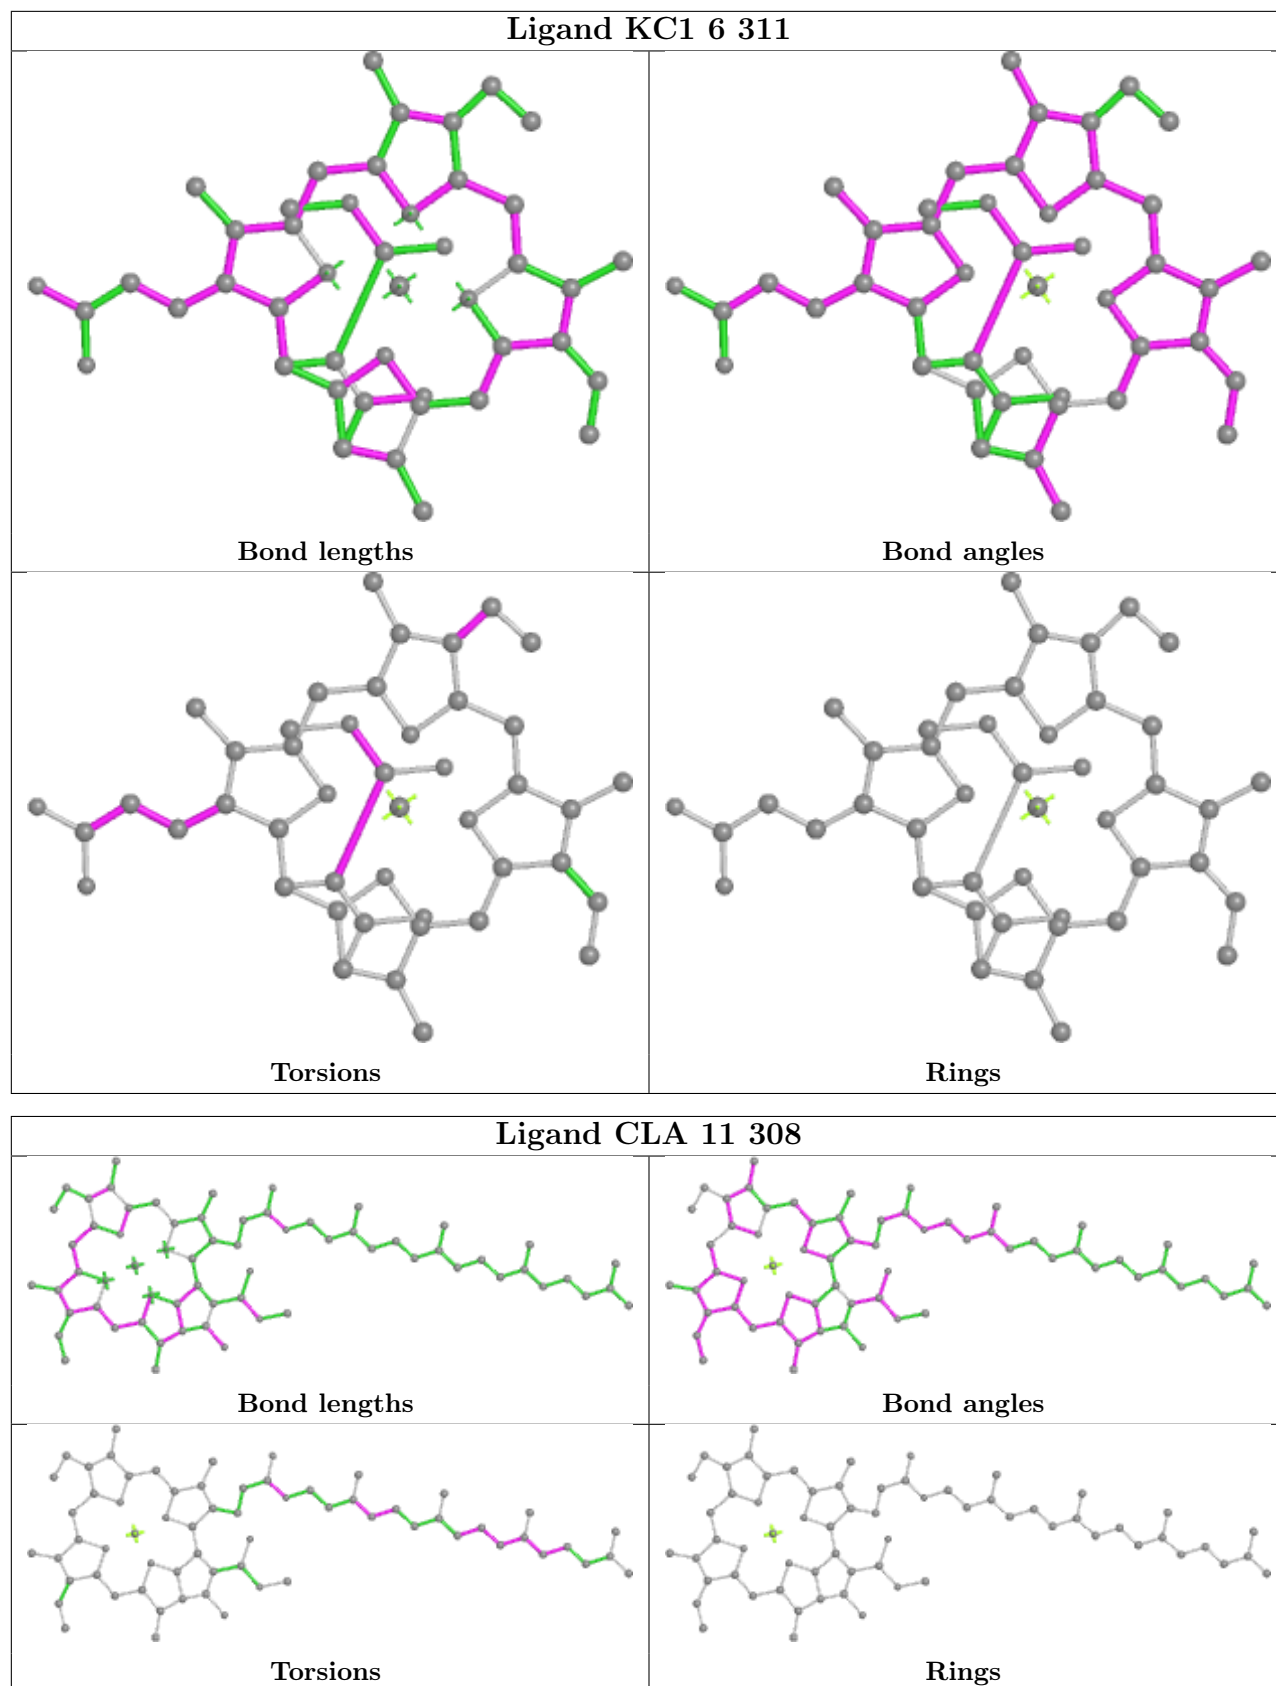 Ligand KC1 6 311
Bond lengths
Bond angles
Torsions
Rings
Ligand CLA 11 308
Bond lengths
Bond angles
Torsions
Rings